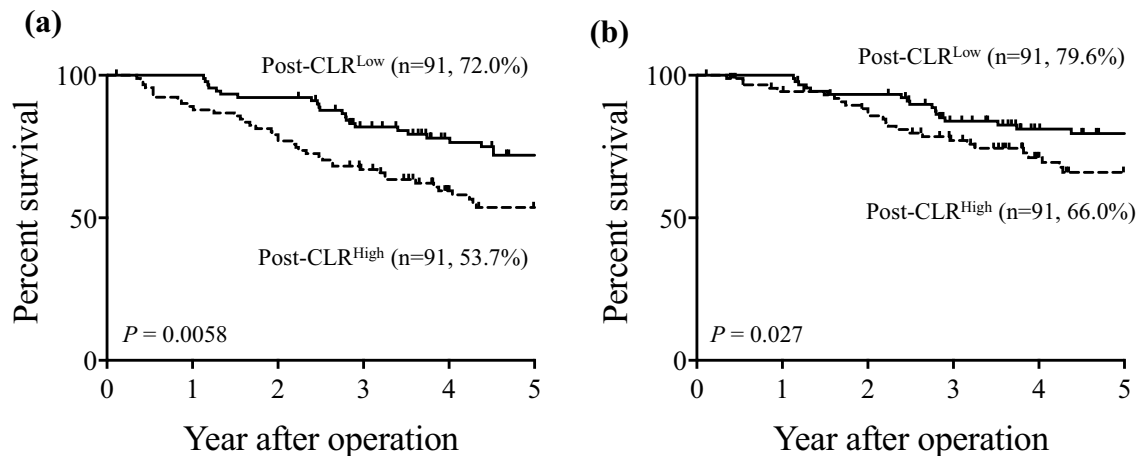 (a)
Percent survival
100
50
0
Post-CLRLow (n=91, 72.0%)
Post-CLRHigh (n=91, 53.7%)
P = 0.0058
0 1 2 3 4 5
Year after operation
(b)
Percent survival
100
50
0
Post-CLRLow (n=91, 79.6%)
Post-CLRHigh (n=91, 66.0%)
P = 0.027
0 1 2 3 4 5
Year after operation